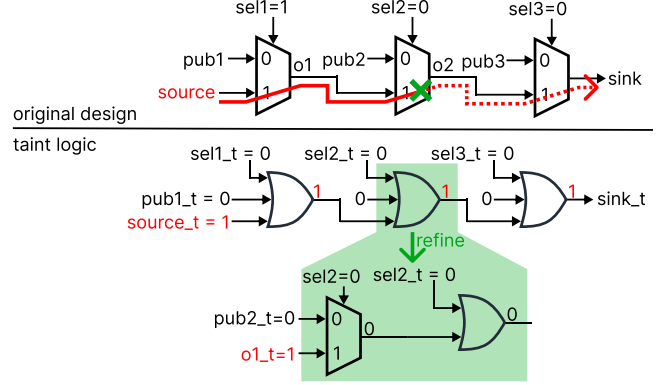 sel1=1 sel2=0 sel3=0
pub1 0 o1 pub2 0 o2 pub3 0
source 1 1 1 sink
original design
taint logic
sel1_t = 0 sel2_t = 0 sel3_t = 0
pub1_t = 0 1 0 1 0 1 sink_t
source_t = 1
refine
sel2=0 sel2_t = 0
pub2_t=0 0 0 0
o1_t=1 1